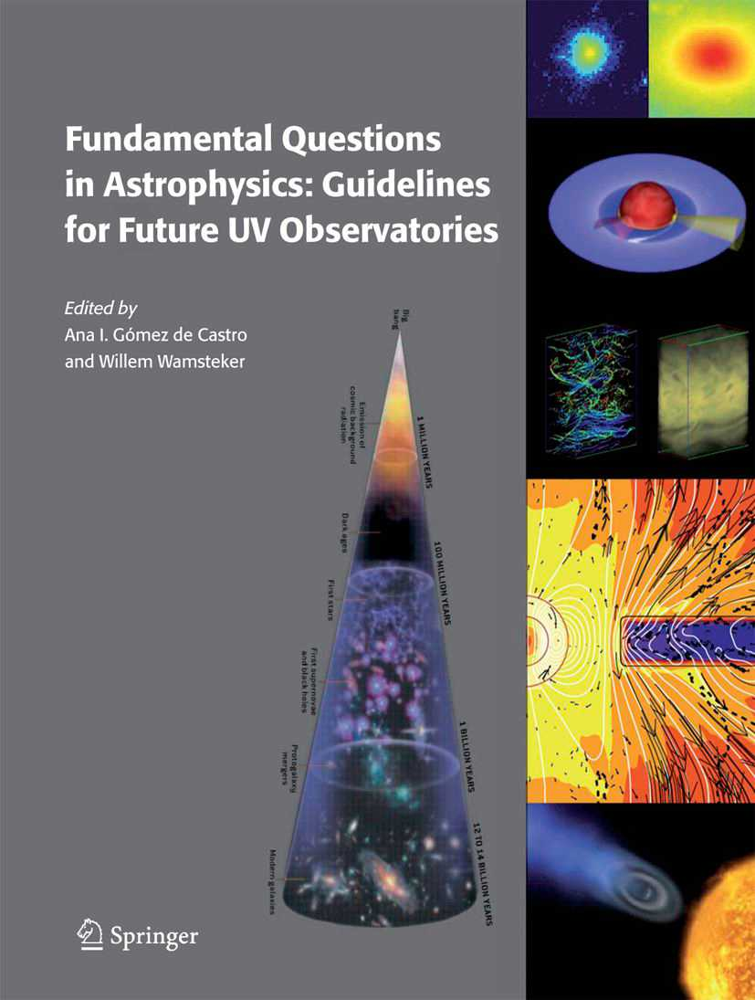 Fundamental Questions
in Astrophysics: Guidelines
for Future UV Observatories
Edited by
Ana I. Gómez de Castro
and Willem Wamsteker
Big
bang
Emission of
cosmic background
radiation
1 MILLION YEARS
Dark ages
100 MILLION YEARS
First stars
First supernovae
and black holes
1 BILLION YEARS
Protogalaxy
mergers
12 TO 14 BILLION YEARS
Modern galaxies
Springer